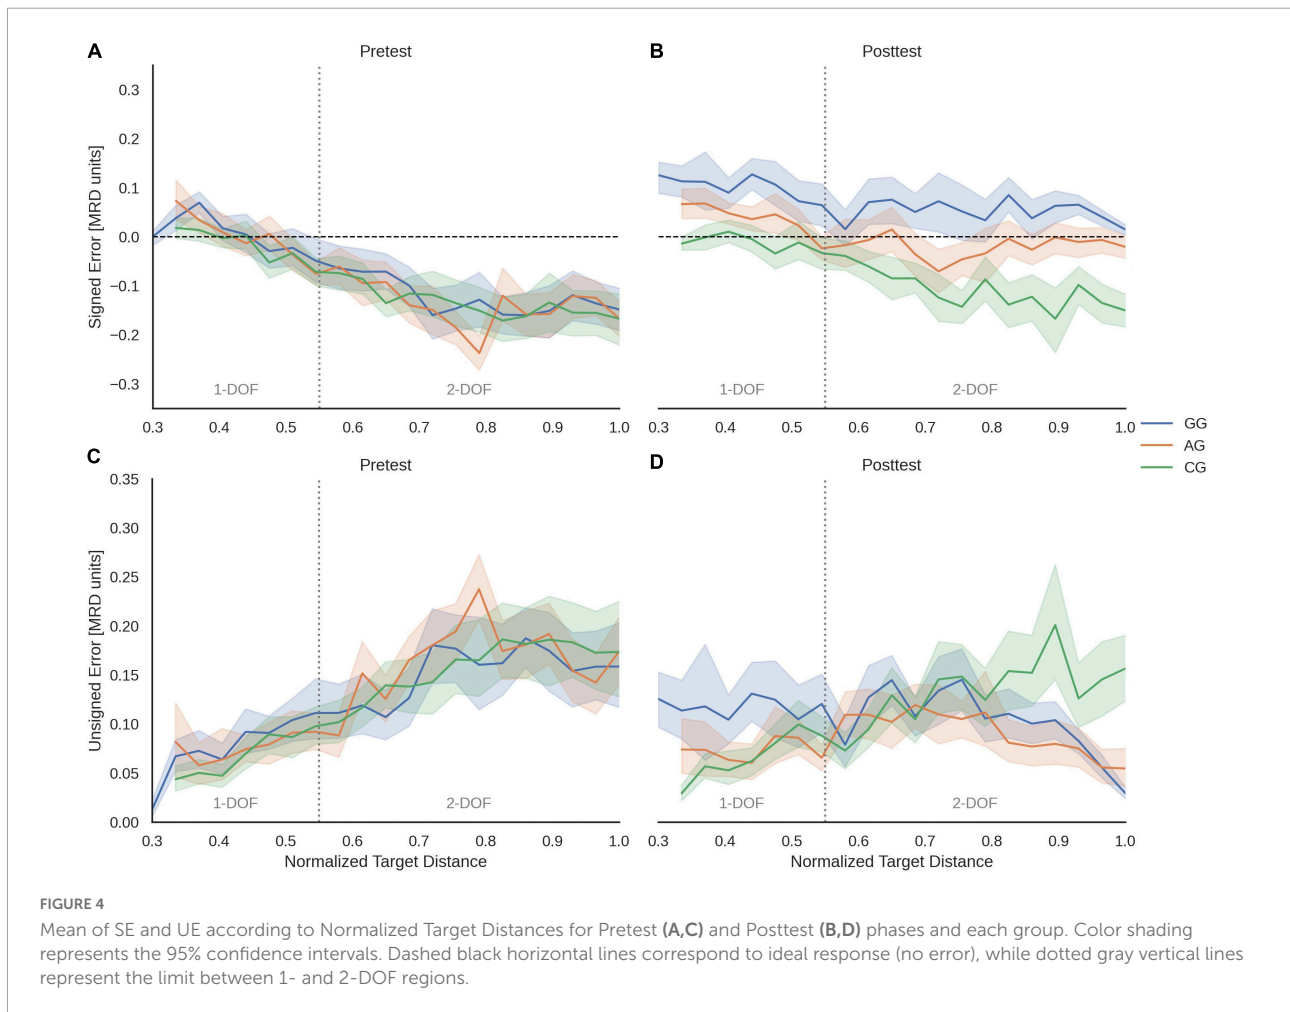 A
Pretest
B
Posttest
Signed Error [MRD units]
0.3
0.2
0.1
0.0
−0.1
−0.2
−0.3
1-DOF
2-DOF
1-DOF
2-DOF
0.3 0.4 0.5 0.6 0.7 0.8 0.9 1.0
0.3 0.4 0.5 0.6 0.7 0.8 0.9 1.0
GG
AG
CG
C
Pretest
D
Posttest
Unsigned Error [MRD units]
0.35
0.30
0.25
0.20
0.15
0.10
0.05
0.00
1-DOF
2-DOF
1-DOF
2-DOF
0.3 0.4 0.5 0.6 0.7 0.8 0.9 1.0
0.3 0.4 0.5 0.6 0.7 0.8 0.9 1.0
Normalized Target Distance
Normalized Target Distance
FIGURE 4
Mean of SE and UE according to Normalized Target Distances for Pretest (A,C) and Posttest (B,D) phases and each group. Color shading
represents the 95% confidence intervals. Dashed black horizontal lines correspond to ideal response (no error), while dotted gray vertical lines
represent the limit between 1- and 2-DOF regions.